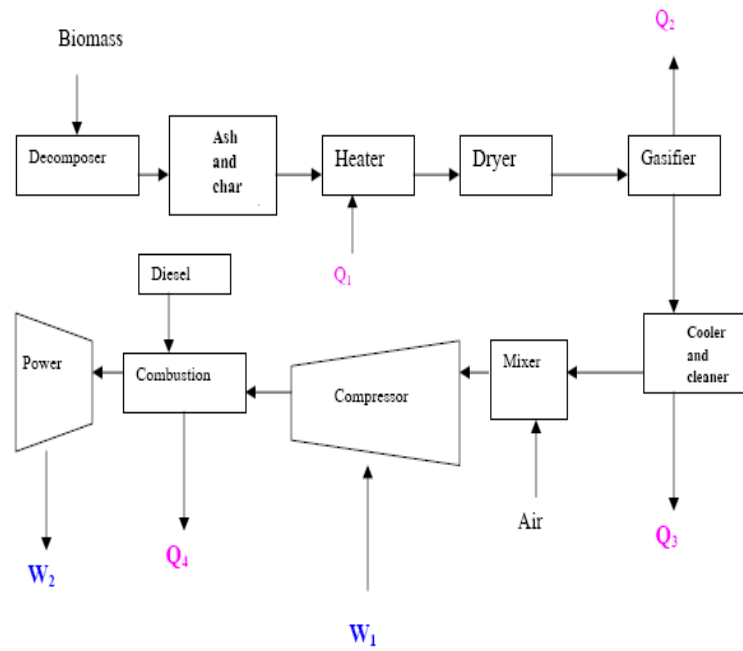 Q2
Biomass
Decomposer
Ash
and
char
Heater
Dryer
Gasifier
Q1
Diesel
Power
Combustion
Compressor
Mixer
Cooler
and
cleaner
Air
W2
Q4
Q3
W1